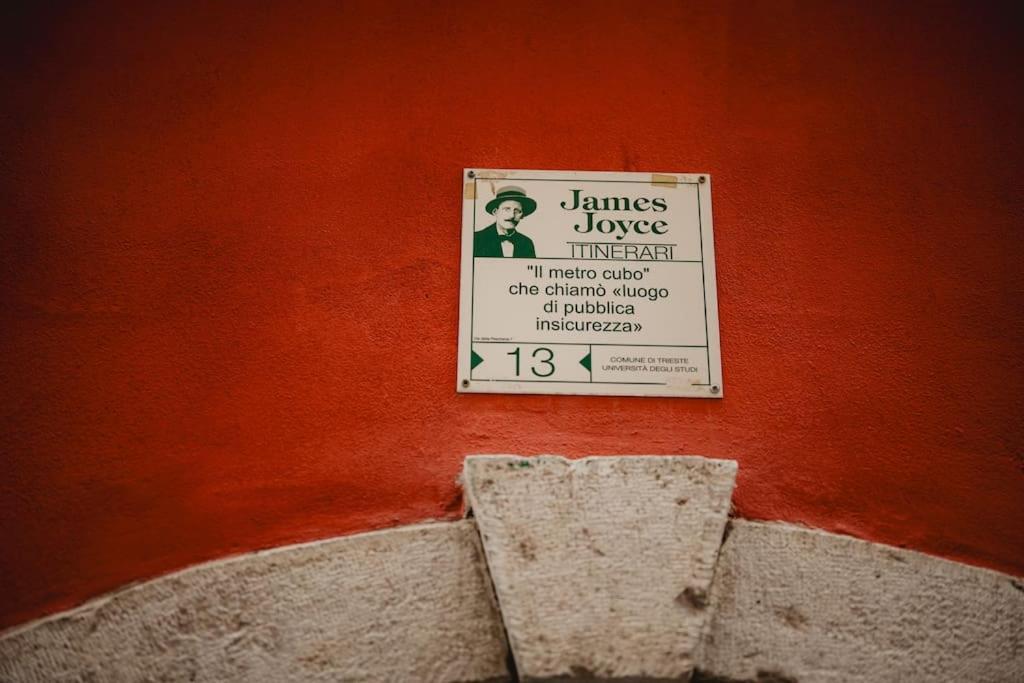 James
Joyce
ITINERARI
"Il metro cubo"
che chiamò «luogo
di pubblica
insicurezza»
13
COMUNE DI TRIESTE
UNIVERSITÀ DEGLI STUDI